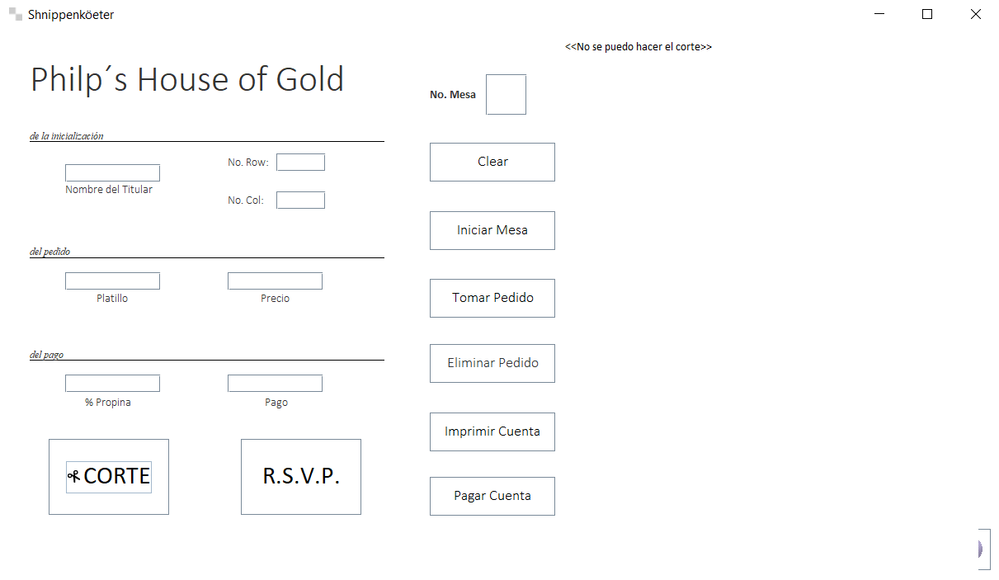 Shnippenköeter
<<No se puedo hacer el corte>>
Philp´s House of Gold
No. Mesa
de la inicialización
No. Row:
Nombre del Titular
No. Col:
Clear
Iniciar Mesa
del pedido
Platillo
Precio
Tomar Pedido
del pago
Eliminar Pedido
% Propina
Pago
Imprimir Cuenta
CORTE
R.S.V.P.
Pagar Cuenta